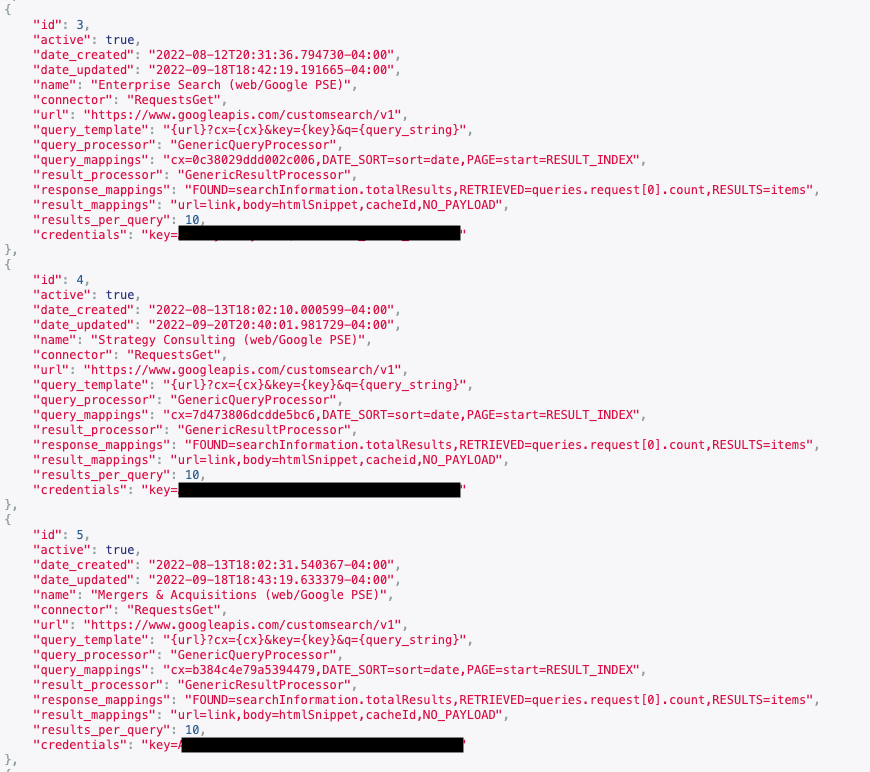 {
"id": 3,
"active": true,
"date_created": "2022-08-12T20:31:36.794730-04:00",
"date_updated": "2022-09-18T18:42:19.191665-04:00",
"name": "Enterprise Search (web/Google PSE)",
"connector": "RequestsGet",
"url": "https://www.googleapis.com/customsearch/v1",
"query_template": "{url}?cx={cx}&key={key}&q={query_string}",
"query_processor": "GenericQueryProcessor",
"query_mappings": "cx=0c38029ddd002c006,DATE_SORT=sort=date,PAGE=start=RESULT_INDEX",
"result_processor": "GenericResultProcessor",
"response_mappings": "FOUND=searchInformation.totalResults,RETRIEVED=queries.request[0].count,RESULTS=items",
"result_mappings": "url=link,body=htmlSnippet,cacheId,NO_PAYLOAD",
"results_per_query": 10,
"credentials": "key="
},
{
"id": 4,
"active": true,
"date_created": "2022-08-13T18:02:10.000599-04:00",
"date_updated": "2022-09-20T20:40:01.981729-04:00",
"name": "Strategy Consulting (web/Google PSE)",
"connector": "RequestsGet",
"url": "https://www.googleapis.com/customsearch/v1",
"query_template": "{url}?cx={cx}&key={key}&q={query_string}",
"query_processor": "GenericQueryProcessor",
"query_mappings": "cx=7d473806dcdde5bc6,DATE_SORT=sort=date,PAGE=start=RESULT_INDEX",
"result_processor": "GenericResultProcessor",
"response_mappings": "FOUND=searchInformation.totalResults,RETRIEVED=queries.request[0].count,RESULTS=items",
"result_mappings": "url=link,body=htmlSnippet,cacheid,NO_PAYLOAD",
"results_per_query": 10,
"credentials": "key="
},
{
"id": 5,
"active": true,
"date_created": "2022-08-13T18:02:31.540367-04:00",
"date_updated": "2022-09-18T18:43:19.633379-04:00",
"name": "Mergers & Acquisitions (web/Google PSE)",
"connector": "RequestsGet",
"url": "https://www.googleapis.com/customsearch/v1",
"query_template": "{url}?cx={cx}&key={key}&q={query_string}",
"query_processor": "GenericQueryProcessor",
"query_mappings": "cx=b384c4e79a5394479,DATE_SORT=sort=date,PAGE=start=RESULT_INDEX",
"result_processor": "GenericResultProcessor",
"response_mappings": "FOUND=searchInformation.totalResults,RETRIEVED=queries.request[0].count,RESULTS=items",
"result_mappings": "url=link,body=htmlSnippet,cacheId,NO_PAYLOAD",
"results_per_query": 10,
"credentials": "key=
},